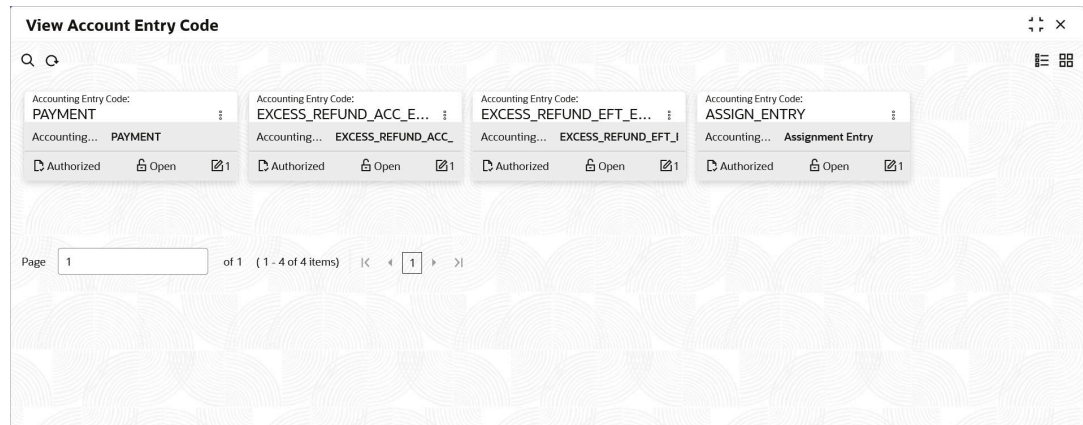 View Account Entry Code
Accounting Entry Code:
PAYMENT
Accounting... PAYMENT
Authorized Open 1
Accounting Entry Code:
EXCESS_REFUND_ACC_E...
Accounting... EXCESS_REFUND_ACC_
Authorized Open 1
Accounting Entry Code:
EXCESS_REFUND_EFT_E...
Accounting... EXCESS_REFUND_EFT_I
Authorized Open 1
Accounting Entry Code:
ASSIGN_ENTRY
Accounting... Assignment Entry
Authorized Open 1
Page 1 of 1 ( 1 - 4 of 4 items) 1